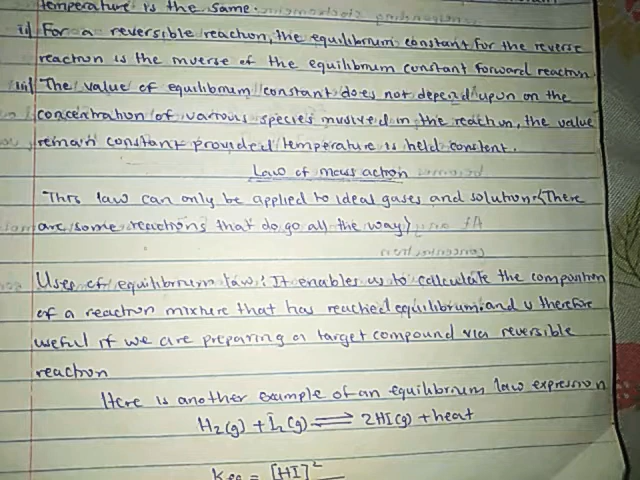 temperature is the same.
ii) For a reversible reaction, the equilibrium constant for the reverse
reaction is the inverse of the equilibrium constant forward reaction
iii) The value of equilibrium constant does not depend upon on the
concentration of various species involved in the reaction, the value
remain constant provided temperature is held constant.
Law of mass action
This law can only be applied to ideal gases and solution (There
are some reactions that do go all the way)
Uses of equilibrium law: It enables us to calculate the composition
of a reaction mixture that has reached equilibrium and is therefore
useful if we are preparing a target compound via reversible
reaction
Here is another example of an equilibrium law expression
H₂(g) + I₂(g) ⇌ 2HI(g) + heat
Keq = [HI]²